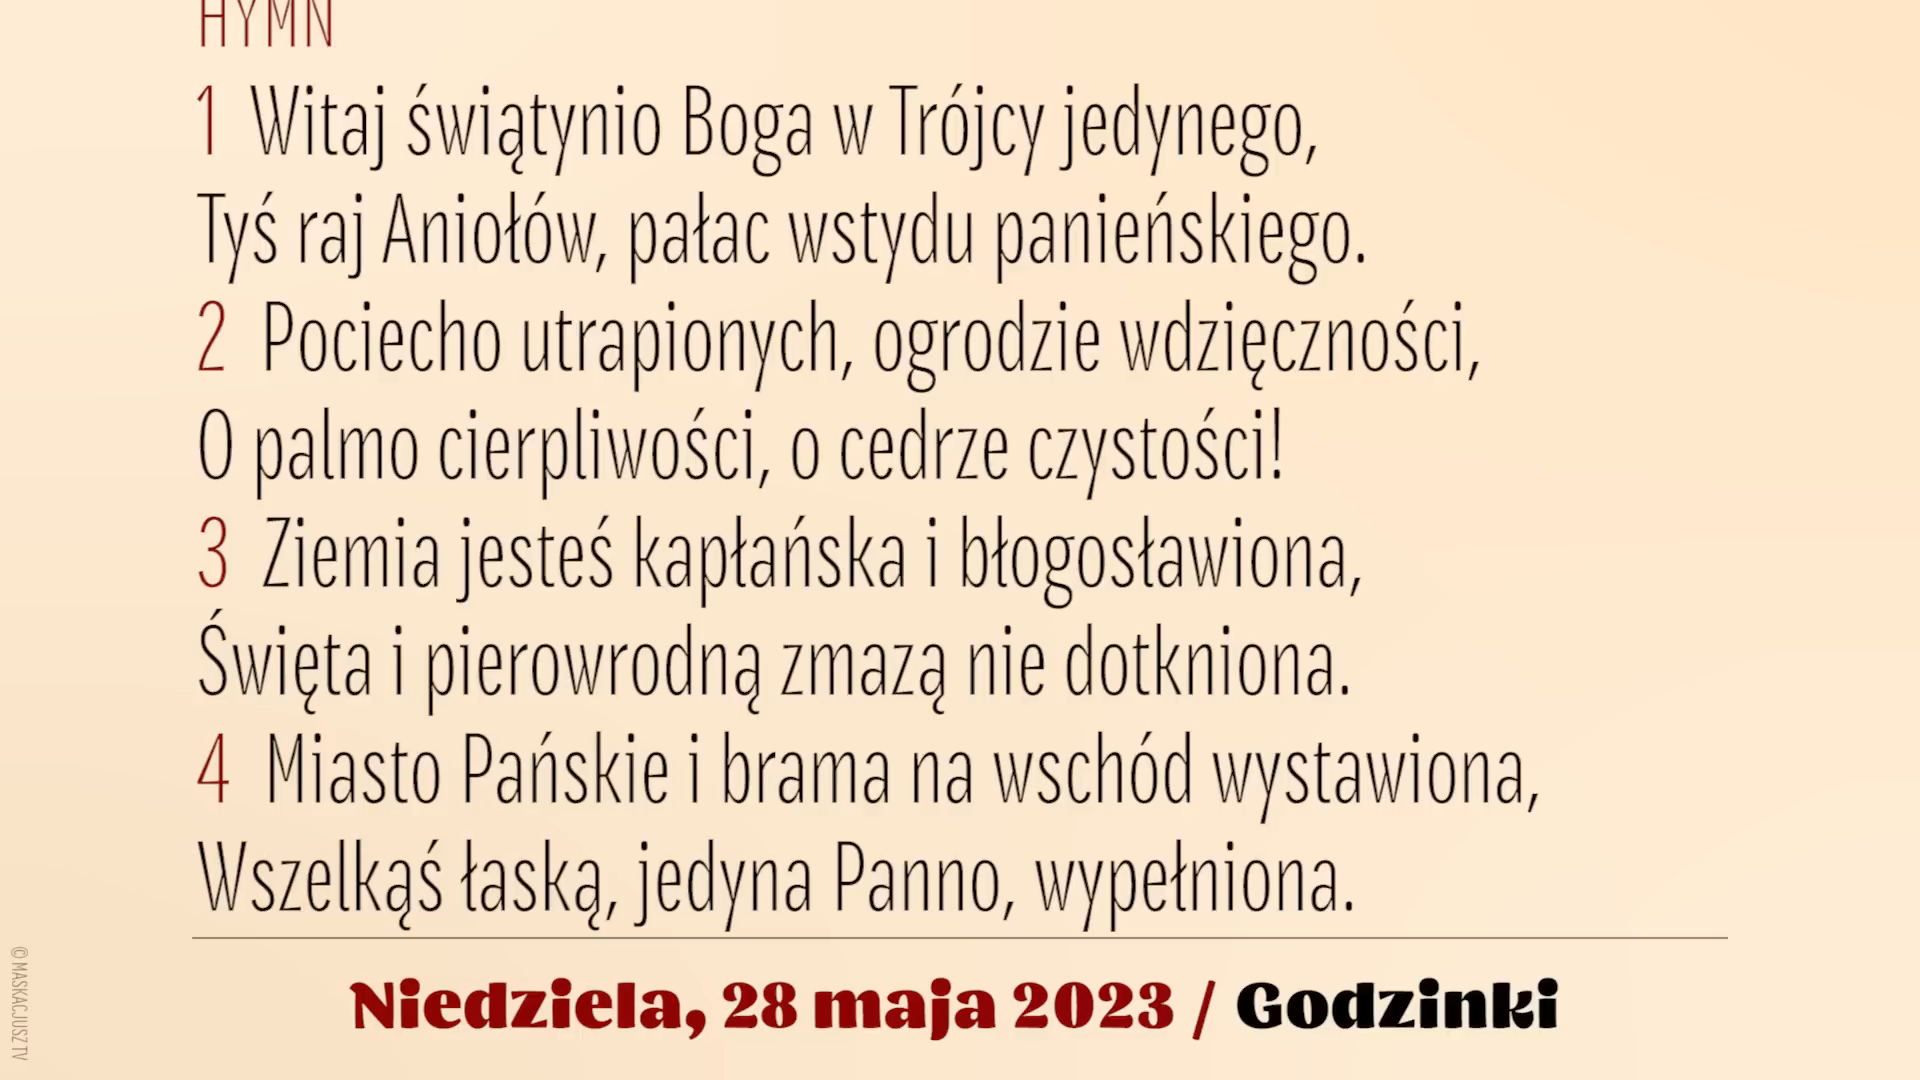 HYMN
1 Witaj świątynio Boga w Trójcy jedynego,
Tyś raj Aniołów, pałac wstydu panieńskiego.
2 Pociecho utrapionych, ogrodzie wdzięczności,
O palmo cierpliwości, o cedrze czystości!
3 Ziemia jesteś kapłańska i błogosławiona,
Święta i pierowrodną zmazą nie dotkniona.
4 Miasto Pańskie i brama na wschód wystawiona,
Wszelkąś łaską, jedyna Panno, wypełniona.
Niedziela, 28 maja 2023 / Godzinki
© MASKACJUSZ TV